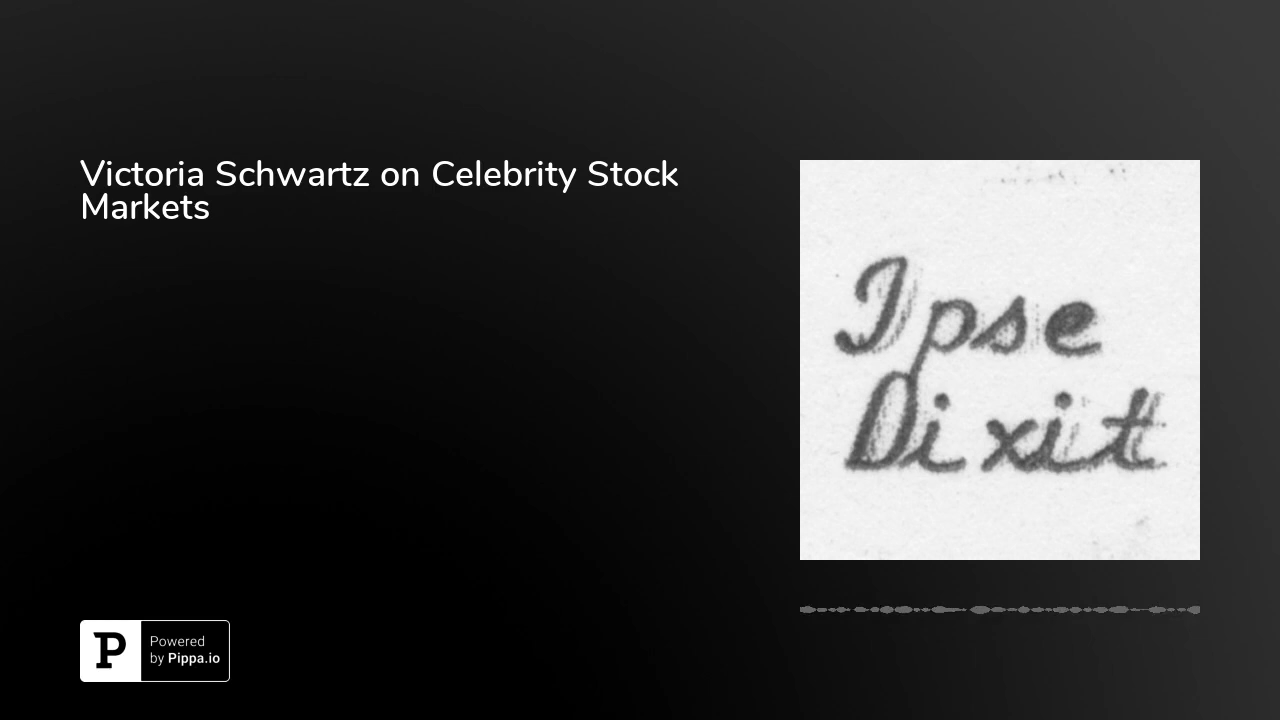 Victoria Schwartz on Celebrity Stock
Markets
Ipse
Dixit
P
Powered
by Pippa.io